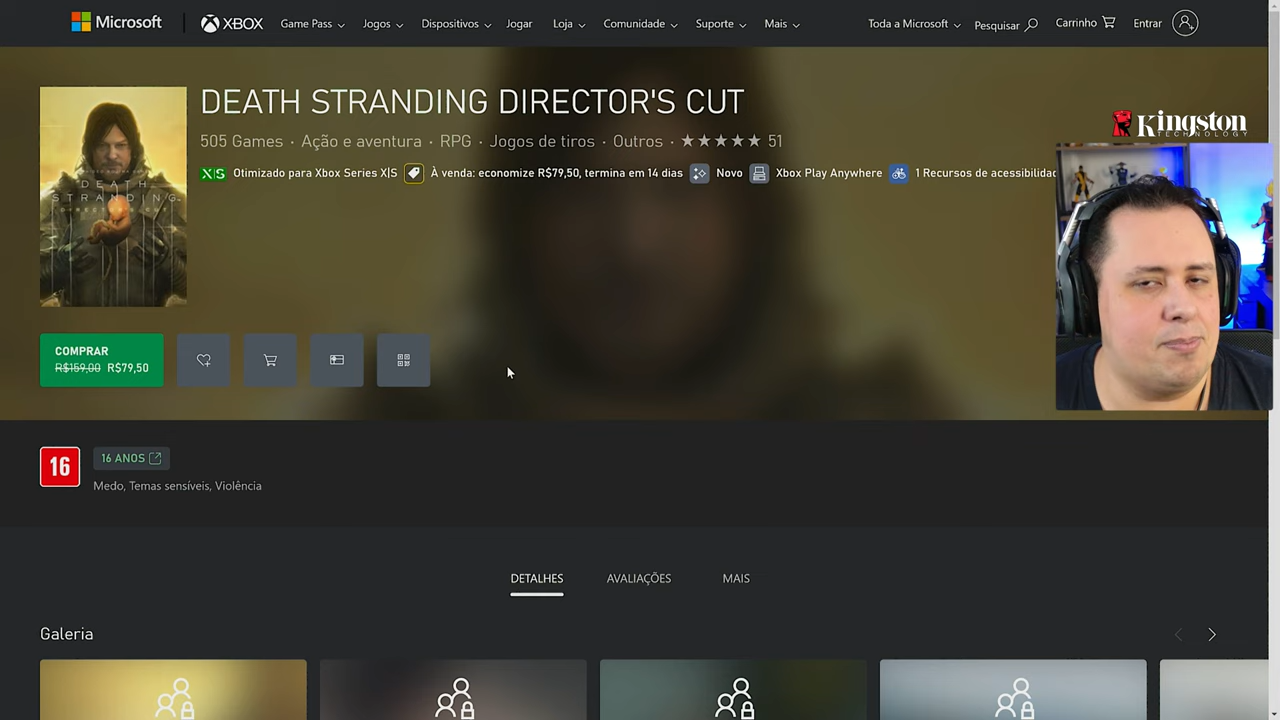 Microsoft
XBOX
Game Pass
Jogos
Dispositivos
Jogar
Loja
Comunidade
Suporte
Mais
Toda a Microsoft
Pesquisar
Carrinho
Entrar
DEATH STRANDING DIRECTOR'S CUT
505 Games · Ação e aventura · RPG · Jogos de tiros · Outros · ★★★★★ 51
X|S Otimizado para Xbox Series X|S À venda: economize R$79,50, termina em 14 dias Novo Xbox Play Anywhere 1 Recursos de acessibilidad
Kingston
TECHNOLOGY
DEATH
STRANDING
DIRECTOR'S CUT
COMPRAR
R$159,00 R$79,50
16
16 ANOS
Medo, Temas sensíveis, Violência
DETALHES
AVALIAÇÕES
MAIS
Galeria